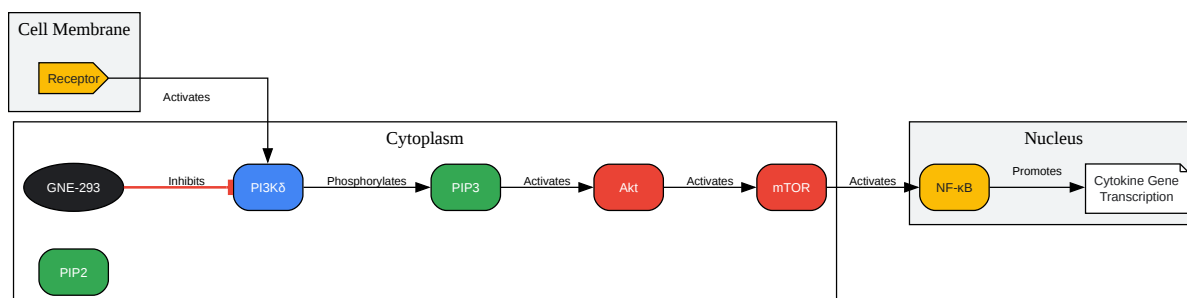 Cell Membrane
Receptor
Activates
Cytoplasm
Nucleus
GNE-293
Inhibits
PI3Kδ
Phosphorylates
PIP3
Activates
Akt
Activates
mTOR
Activates
NF-κB
Promotes
Cytokine Gene
Transcription
PIP2